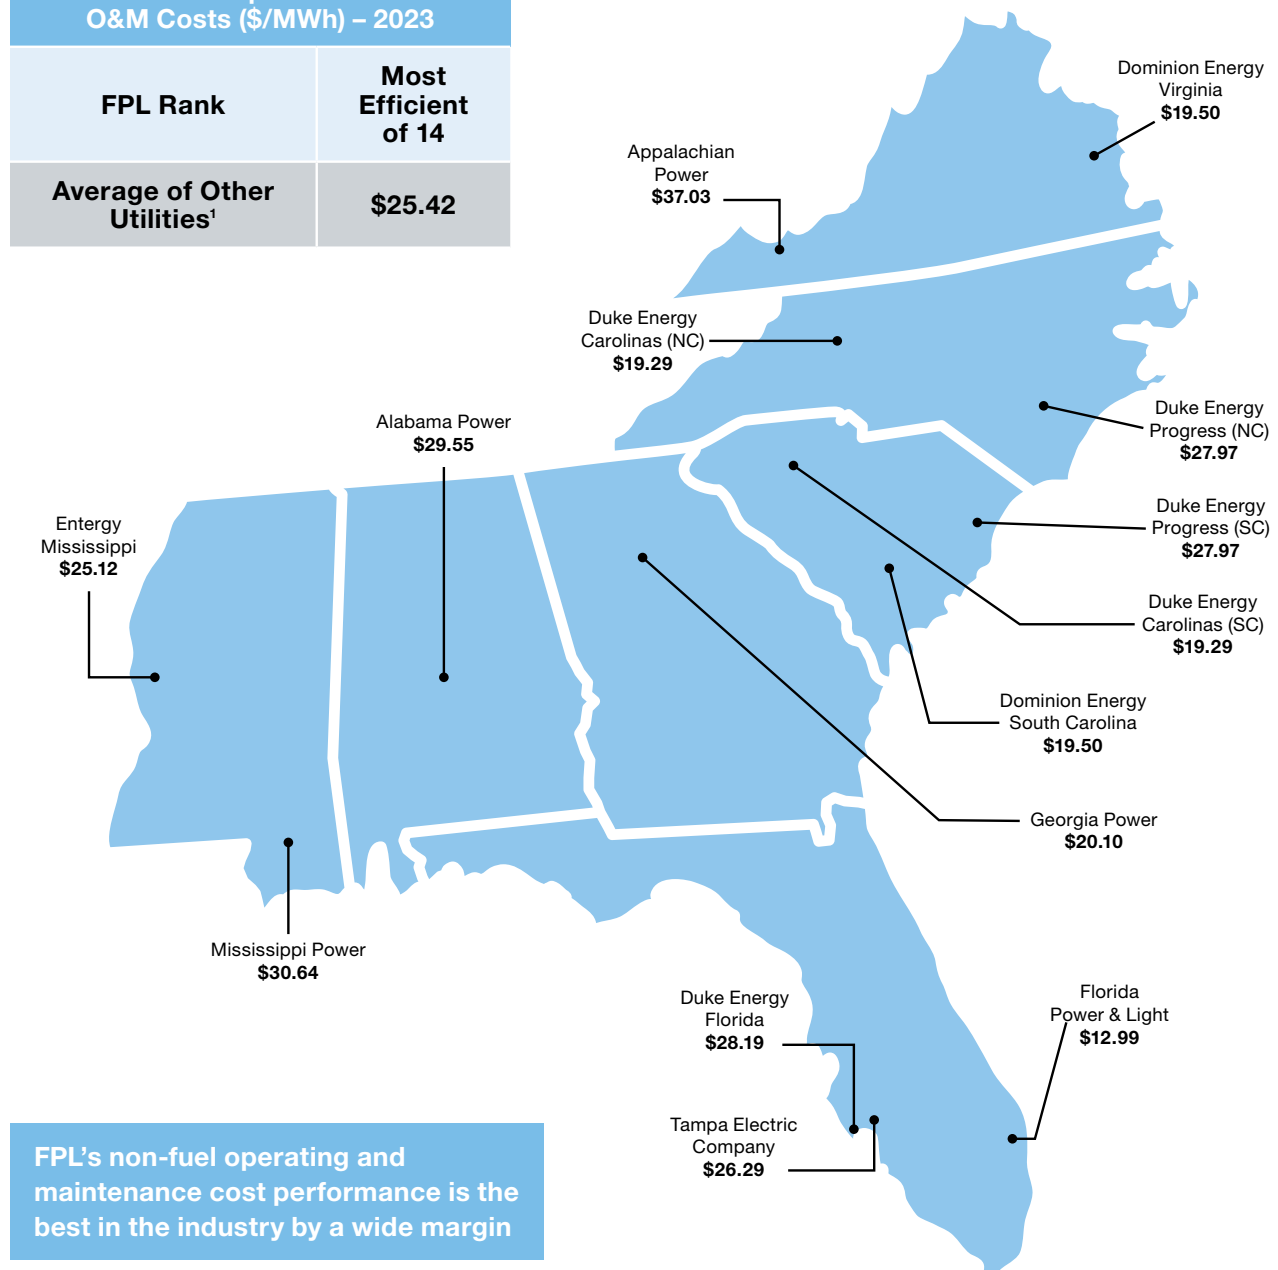 O&M Costs ($/MWh) – 2023
FPL Rank
Most
Efficient
of 14
Average of Other
Utilities¹
$25.42
Dominion Energy
Virginia
$19.50
Appalachian
Power
$37.03
Duke Energy
Carolinas (NC)
$19.29
Alabama Power
$29.55
Duke Energy
Progress (NC)
$27.97
Entergy
Mississippi
$25.12
Duke Energy
Progress (SC)
$27.97
Duke Energy
Carolinas (SC)
$19.29
Dominion Energy
South Carolina
$19.50
Georgia Power
$20.10
Mississippi Power
$30.64
Duke Energy
Florida
$28.19
Florida
Power & Light
$12.99
Tampa Electric
Company
$26.29
FPL’s non-fuel operating and
maintenance cost performance is the
best in the industry by a wide margin